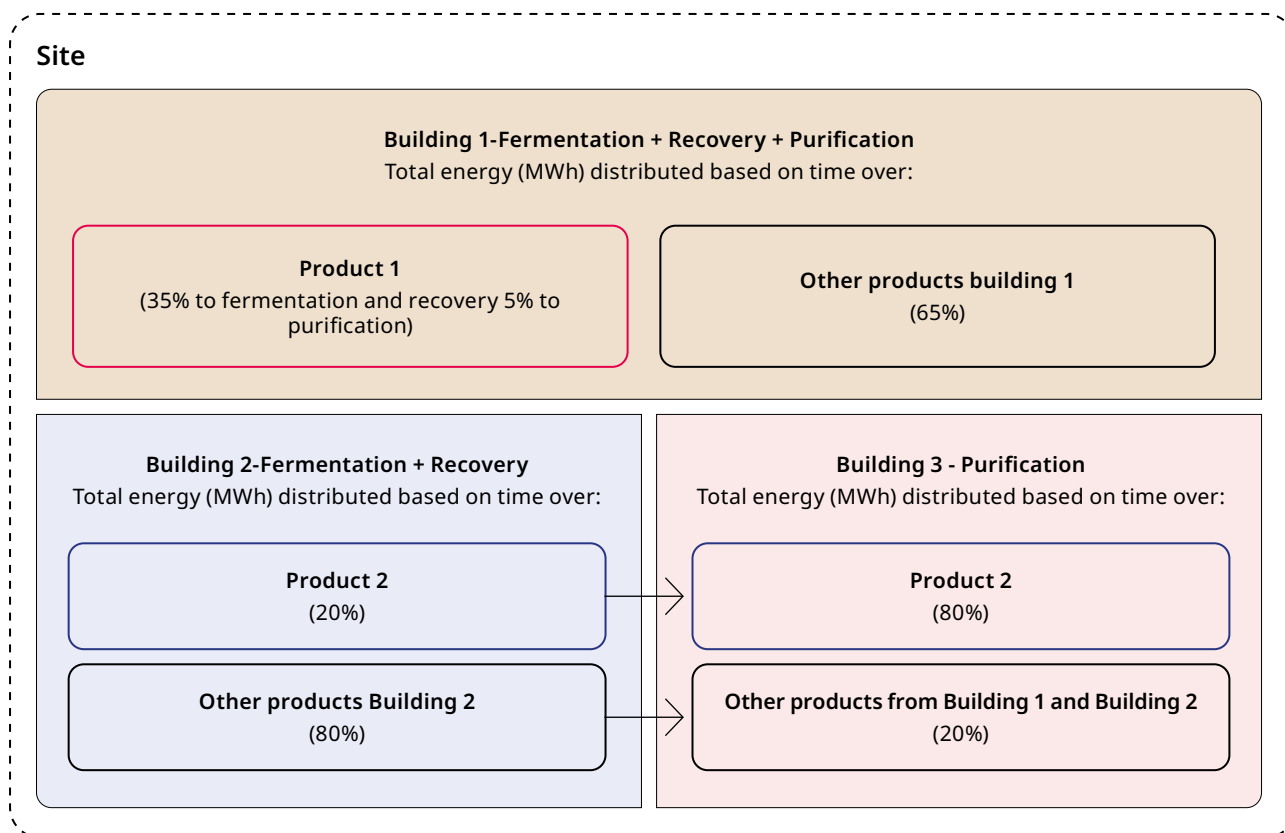 Site
Building 1-Fermentation + Recovery + Purification
Total energy (MWh) distributed based on time over:
Product 1
(35% to fermentation and recovery 5% to
purification)
Other products building 1
(65%)
Building 2-Fermentation + Recovery
Total energy (MWh) distributed based on time over:
Product 2
(20%)
Other products Building 2
(80%)
Building 3 - Purification
Total energy (MWh) distributed based on time over:
Product 2
(80%)
Other products from Building 1 and Building 2
(20%)